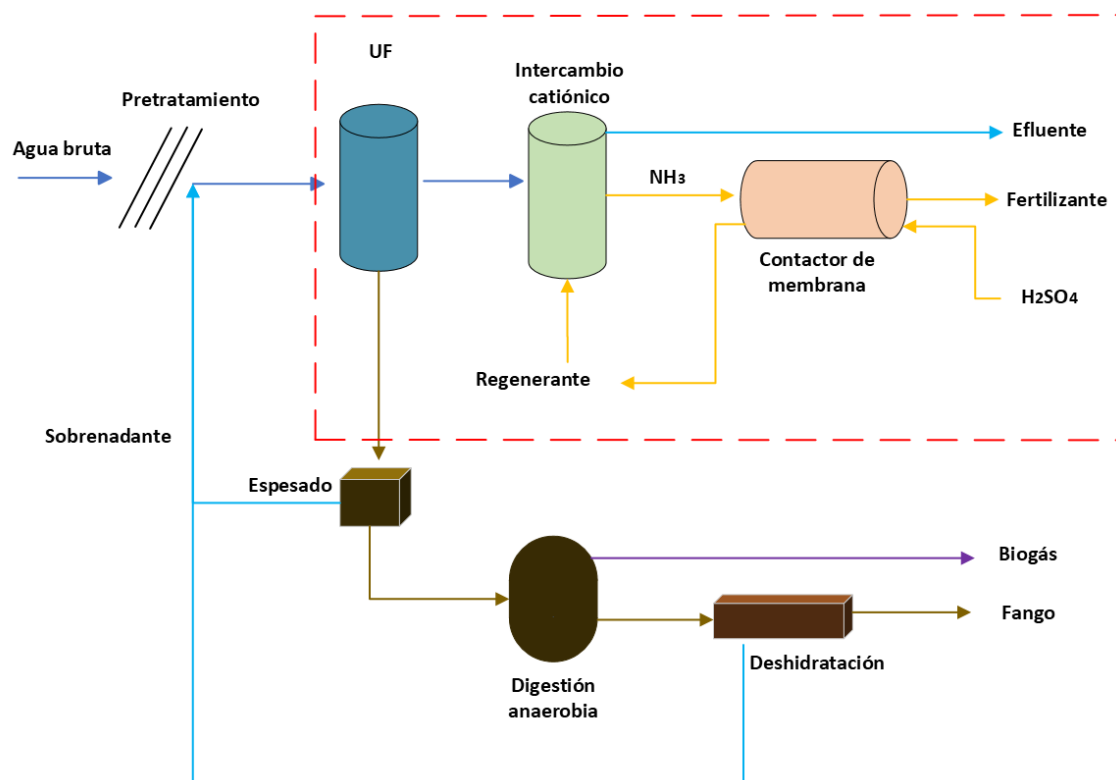 UF
Intercambio
catiónico
Pretratamiento
Agua bruta
Efluente
NH₃
Fertilizante
Contactor de
membrana
H2SO4
Regenerante
Sobrenadante
Espesado
Biogás
Fango
Deshidratación
Digestión
anaerobia